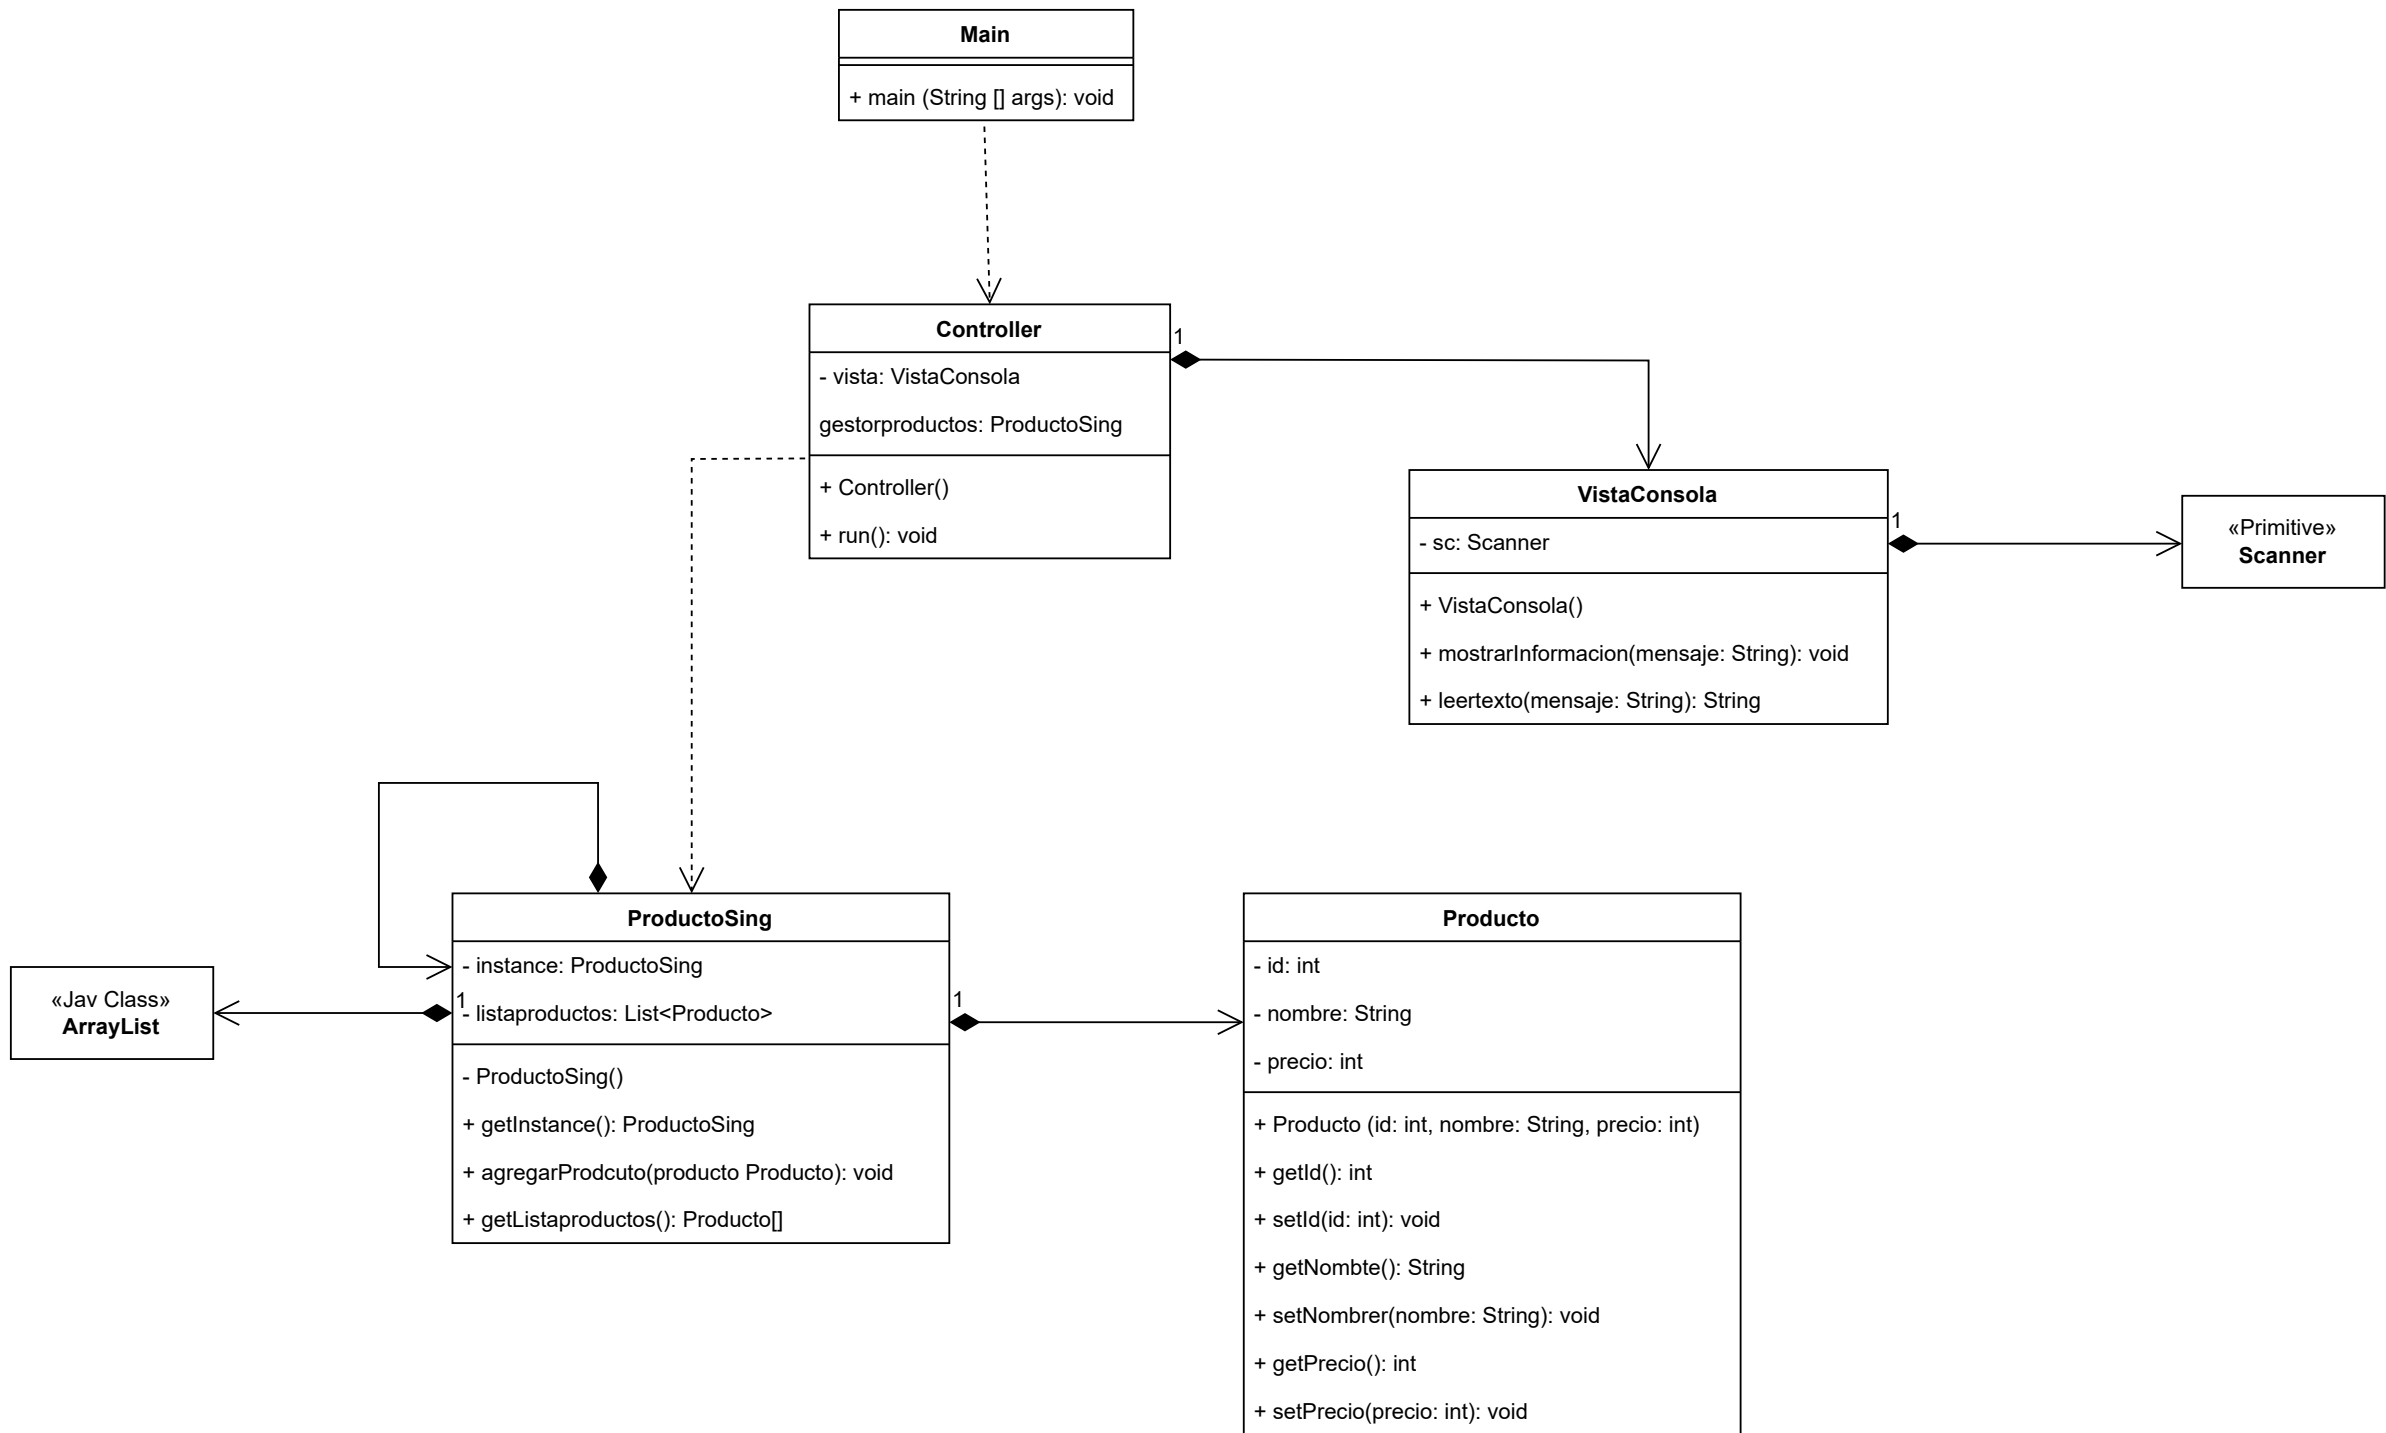 Main
+ main (String [] args): void
Controller
- vista: VistaConsola
gestorproductos: ProductoSing
+ Controller()
+ run(): void
1
VistaConsola
- sc: Scanner
+ VistaConsola()
+ mostrarInformacion(mensaje: String): void
+ leertexto(mensaje: String): String
1
«Primitive»
Scanner
«Jav Class»
ArrayList
1
ProductoSing
- instance: ProductoSing
- listaproductos: List<Producto>
- ProductoSing()
+ getInstance(): ProductoSing
+ agregarProdcuto(producto Producto): void
+ getListaproductos(): Producto[]
1
Producto
- id: int
- nombre: String
- precio: int
+ Producto (id: int, nombre: String, precio: int)
+ getId(): int
+ setId(id: int): void
+ getNombte(): String
+ setNombrer(nombre: String): void
+ getPrecio(): int
+ setPrecio(precio: int): void